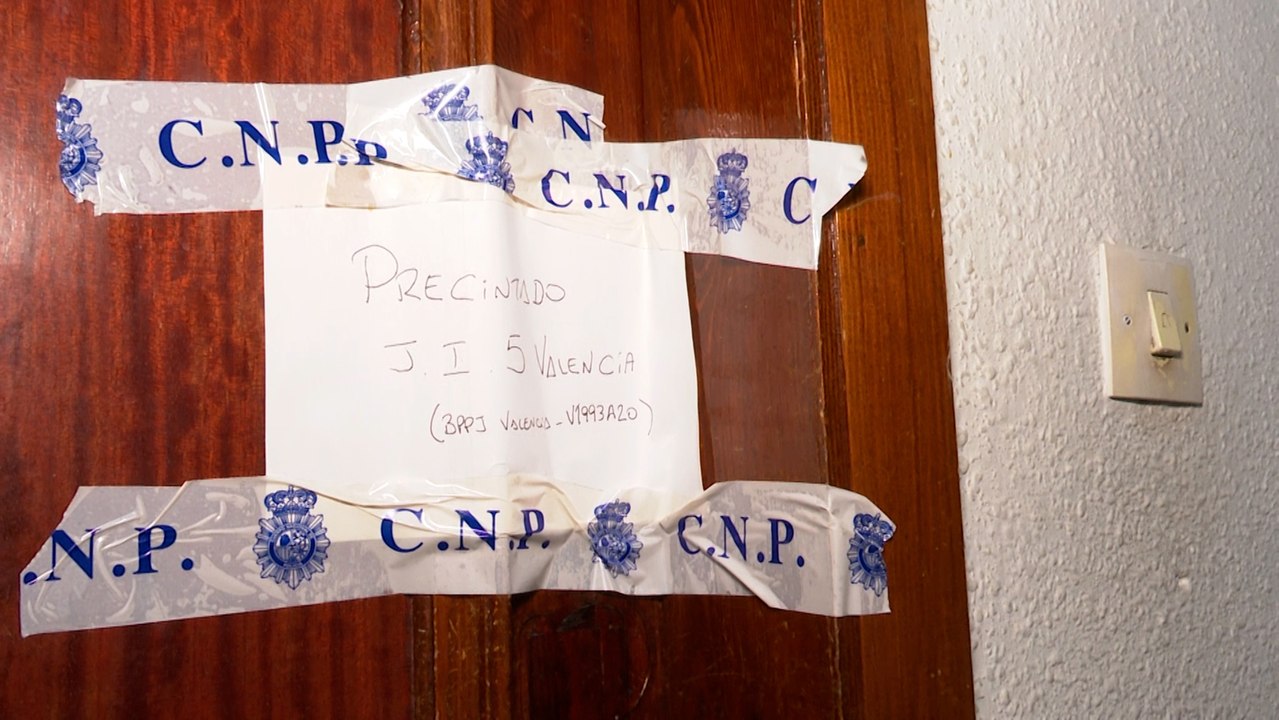 C.N.P.P
C.N
C.N.P.
C
PRECINTADO
J. I. 5 VALENCIA
(BPPJ VALENCIA-V1993A20)
.N.P.
C.N.P.
C.N.P.